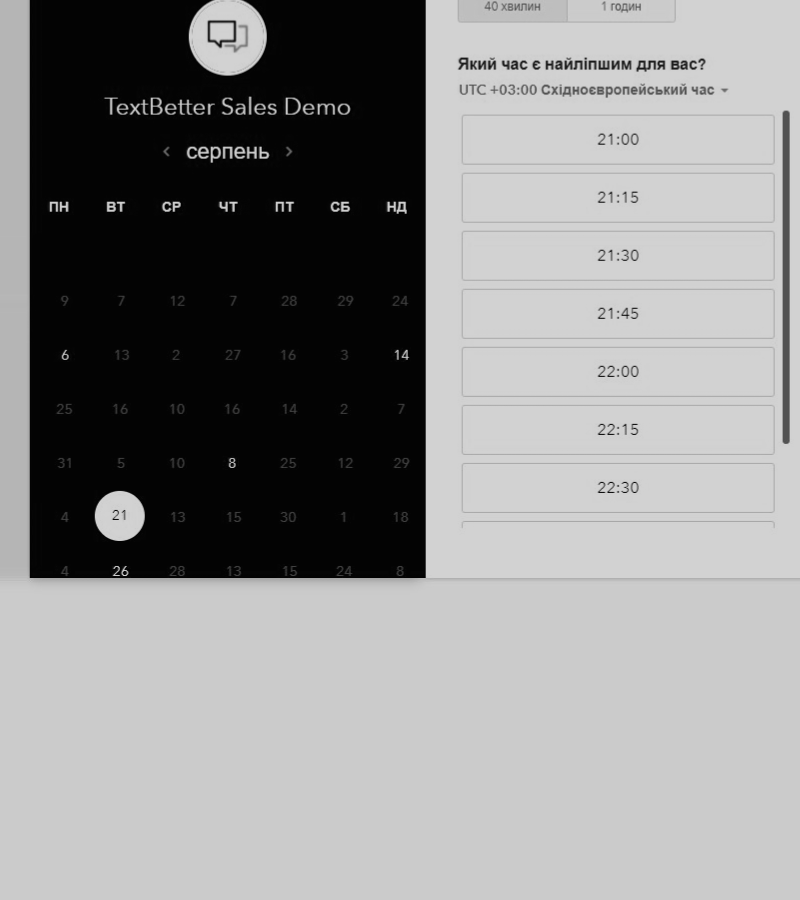 TextBetter Sales Demo
серпень
ПН ВТ СР ЧТ ПТ СБ НД
9 7 12 7 28 29 24
6 13 2 27 16 3 14
25 16 10 16 14 2 7
31 5 10 8 25 12 29
4 21 13 15 30 1 18
4 26 28 13 15 24 8
40 хвилин 1 годин
Який час є найліпшим для вас?
UTC +03:00 Східноєвропейський час
21:00
21:15
21:30
21:45
22:00
22:15
22:30